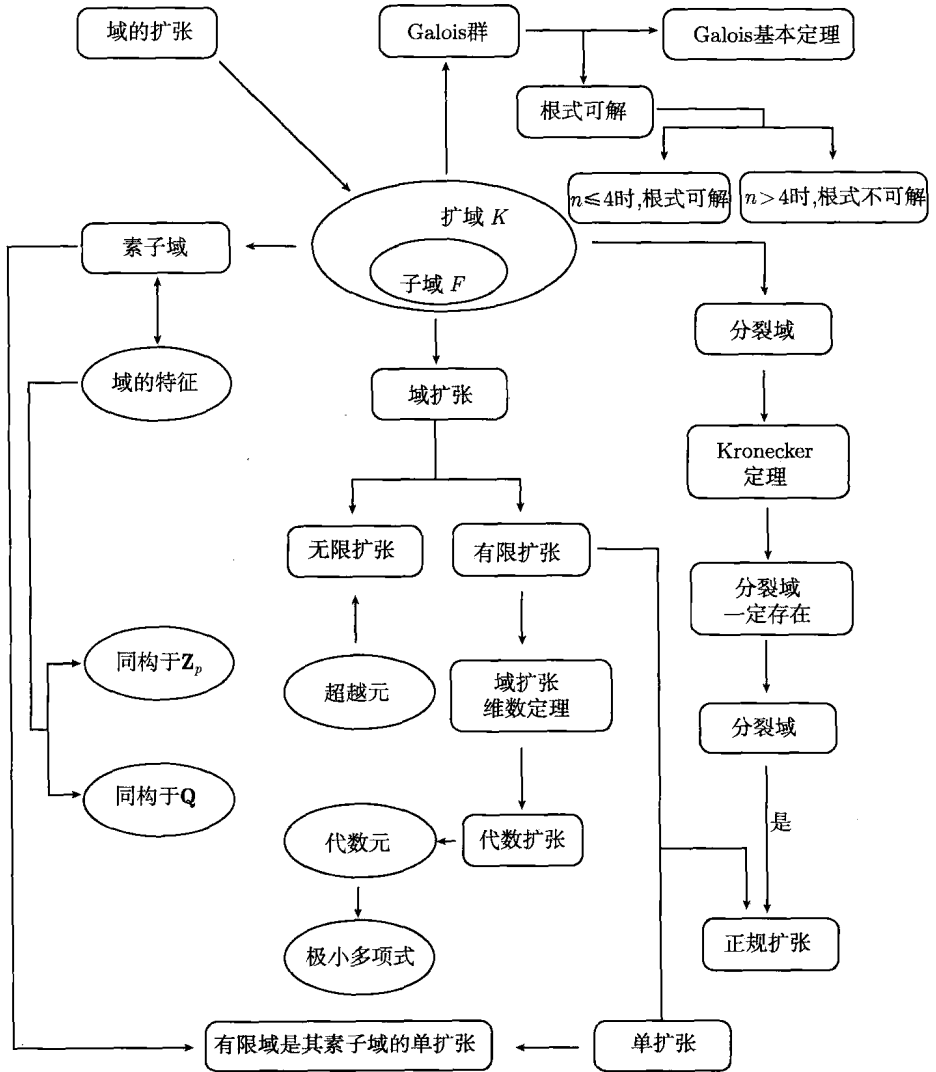 域的扩张
Galois群
Galois基本定理
根式可解
n≤4时,根式可解
n>4时,根式不可解
扩域 K
子域 F
素子域
分裂域
域的特征
域扩张
Kronecker
定理
无限扩张
有限扩张
分裂域
一定存在
同构于Zp
超越元
域扩张
维数定理
分裂域
同构于Q
是
代数元
代数扩张
正规扩张
极小多项式
有限域是其素子域的单扩张
单扩张